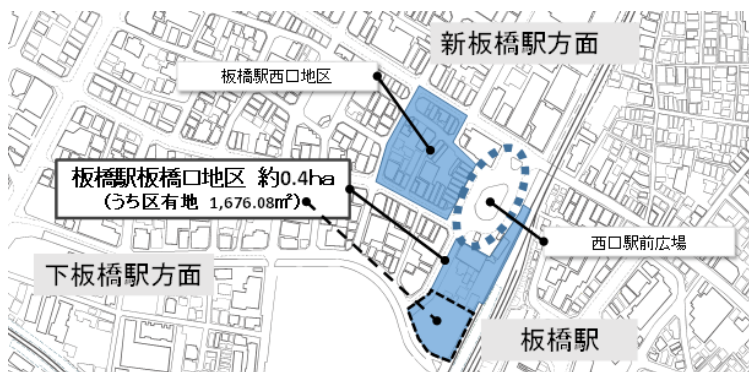 新板橋駅方面
板橋駅西口地区
板橋駅板橋口地区 約0.4ha
(うち区有地 1,676.08㎡)
西口駅前広場
下板橋駅方面
板橋駅